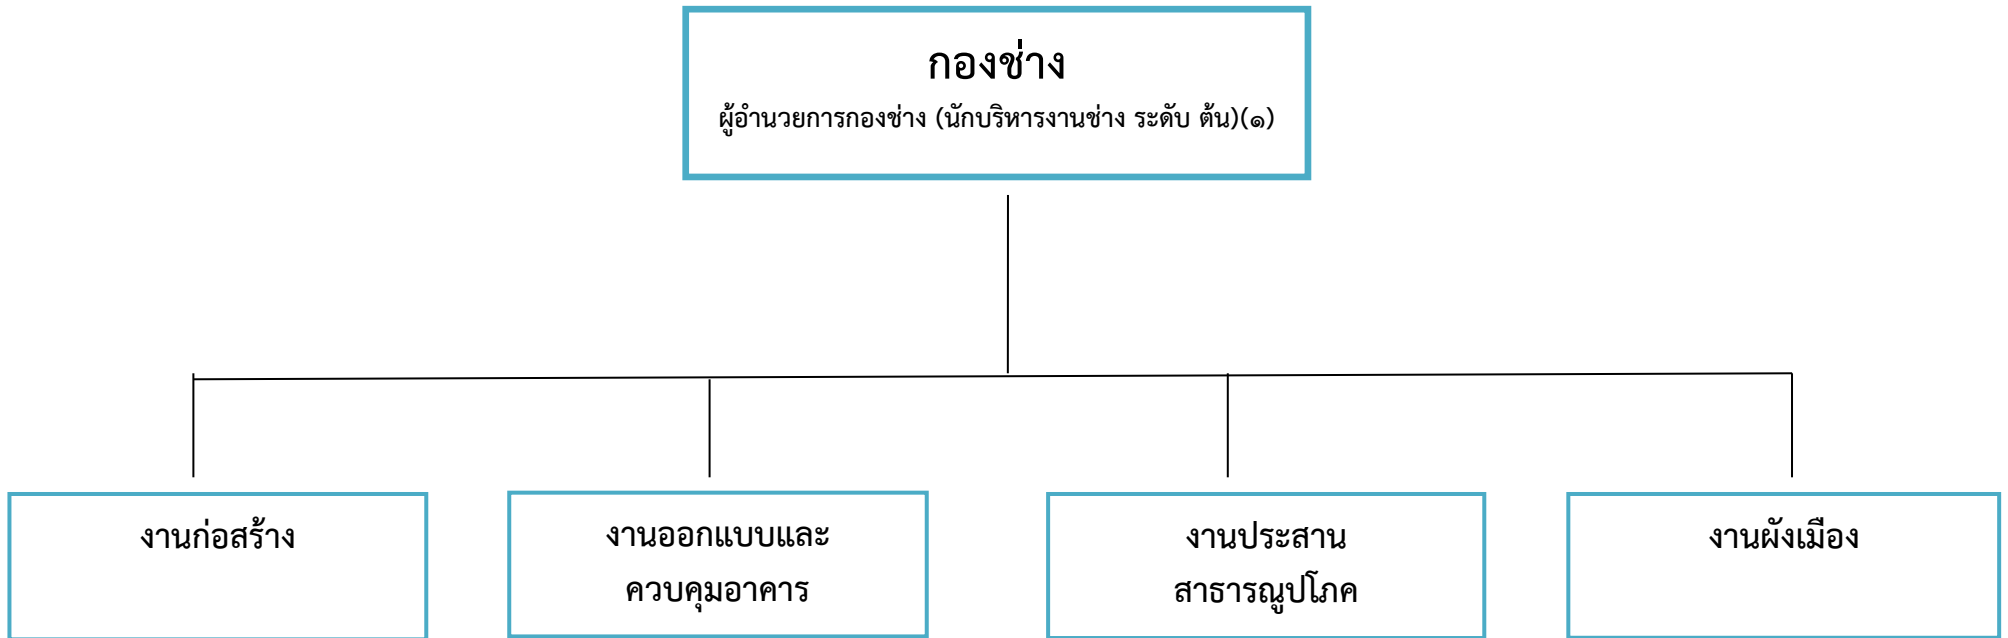 กองช่าง
ผู้อำนวยการกองช่าง (นักบริหารงานช่าง ระดับ ต้น)(๑)
งานก่อสร้าง
งานออกแบบและ
ควบคุมอาคาร
งานประสาน
สาธารณูปโภค
งานผังเมือง